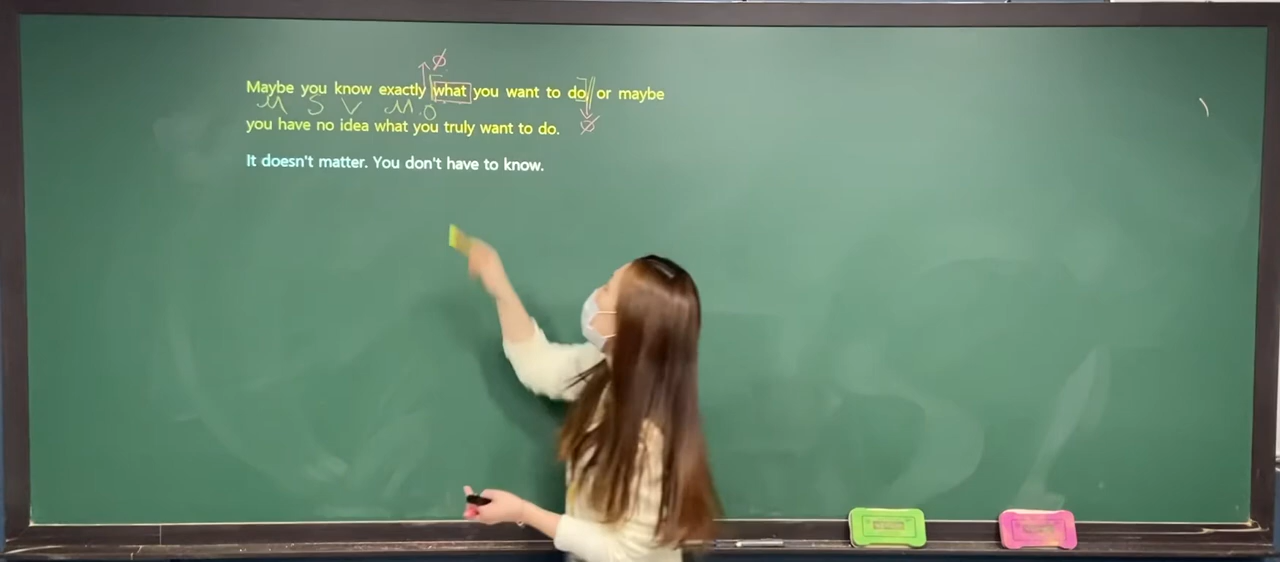 Ø
Maybe you know exactly what you want to do or maybe
M S V M O
you have no idea what you truly want to do. Ø
It doesn't matter. You don't have to know.